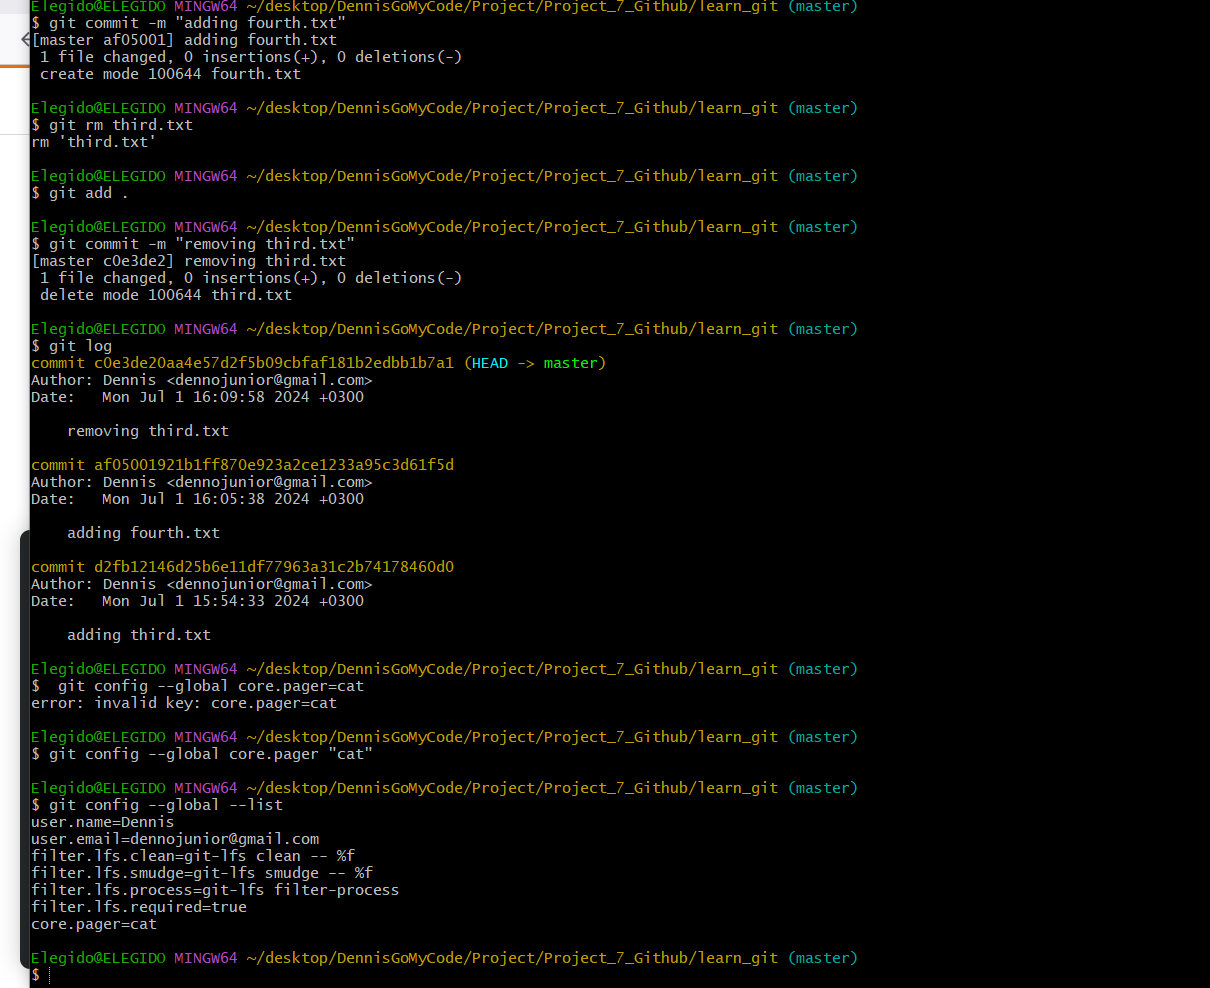 Elegido@ELEGIDO MINGW64 ~/desktop/DennisGoMyCode/Project/Project_7_Github/learn_git (master)
$ git commit -m "adding fourth.txt"
[master af05001] adding fourth.txt
 1 file changed, 0 insertions(+), 0 deletions(-)
 create mode 100644 fourth.txt

Elegido@ELEGIDO MINGW64 ~/desktop/DennisGoMyCode/Project/Project_7_Github/learn_git (master)
$ git rm third.txt
rm 'third.txt'

Elegido@ELEGIDO MINGW64 ~/desktop/DennisGoMyCode/Project/Project_7_Github/learn_git (master)
$ git add .

Elegido@ELEGIDO MINGW64 ~/desktop/DennisGoMyCode/Project/Project_7_Github/learn_git (master)
$ git commit -m "removing third.txt"
[master c0e3de2] removing third.txt
 1 file changed, 0 insertions(+), 0 deletions(-)
 delete mode 100644 third.txt

Elegido@ELEGIDO MINGW64 ~/desktop/DennisGoMyCode/Project/Project_7_Github/learn_git (master)
$ git log
commit c0e3de20aa4e57d2f5b09cbfaf181b2edbb1b7a1 (HEAD -> master)
Author: Dennis <dennojunior@gmail.com>
Date:   Mon Jul 1 16:09:58 2024 +0300

    removing third.txt

commit af05001921b1ff870e923a2ce1233a95c3d61f5d
Author: Dennis <dennojunior@gmail.com>
Date:   Mon Jul 1 16:05:38 2024 +0300

    adding fourth.txt

commit d2fb12146d25b6e11df77963a31c2b74178460d0
Author: Dennis <dennojunior@gmail.com>
Date:   Mon Jul 1 15:54:33 2024 +0300

    adding third.txt

Elegido@ELEGIDO MINGW64 ~/desktop/DennisGoMyCode/Project/Project_7_Github/learn_git (master)
$  git config --global core.pager=cat
error: invalid key: core.pager=cat

Elegido@ELEGIDO MINGW64 ~/desktop/DennisGoMyCode/Project/Project_7_Github/learn_git (master)
$ git config --global core.pager "cat"

Elegido@ELEGIDO MINGW64 ~/desktop/DennisGoMyCode/Project/Project_7_Github/learn_git (master)
$ git config --global --list
user.name=Dennis
user.email=dennojunior@gmail.com
filter.lfs.clean=git-lfs clean -- %f
filter.lfs.smudge=git-lfs smudge -- %f
filter.lfs.process=git-lfs filter-process
filter.lfs.required=true
core.pager=cat

Elegido@ELEGIDO MINGW64 ~/desktop/DennisGoMyCode/Project/Project_7_Github/learn_git (master)
$